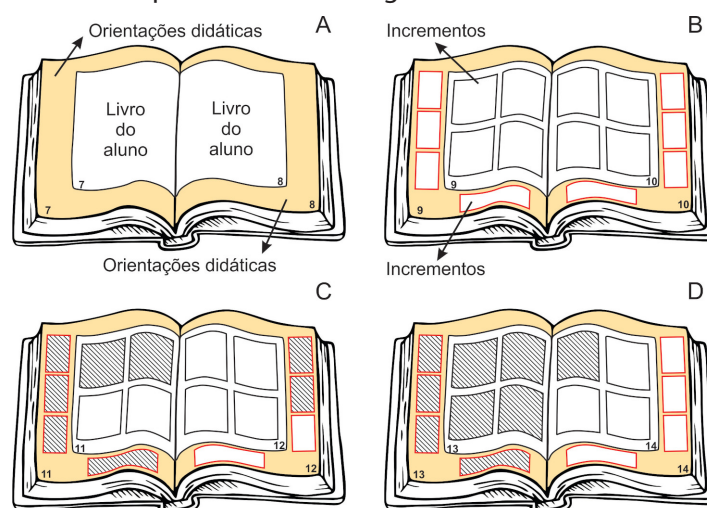 Orientações didáticas
A
Livro
do
aluno
Livro
do
aluno
7
8
7
8
Orientações didáticas
Incrementos
B
9
10
9
10
Incrementos
C
11
12
11
12
D
13
14
13
14